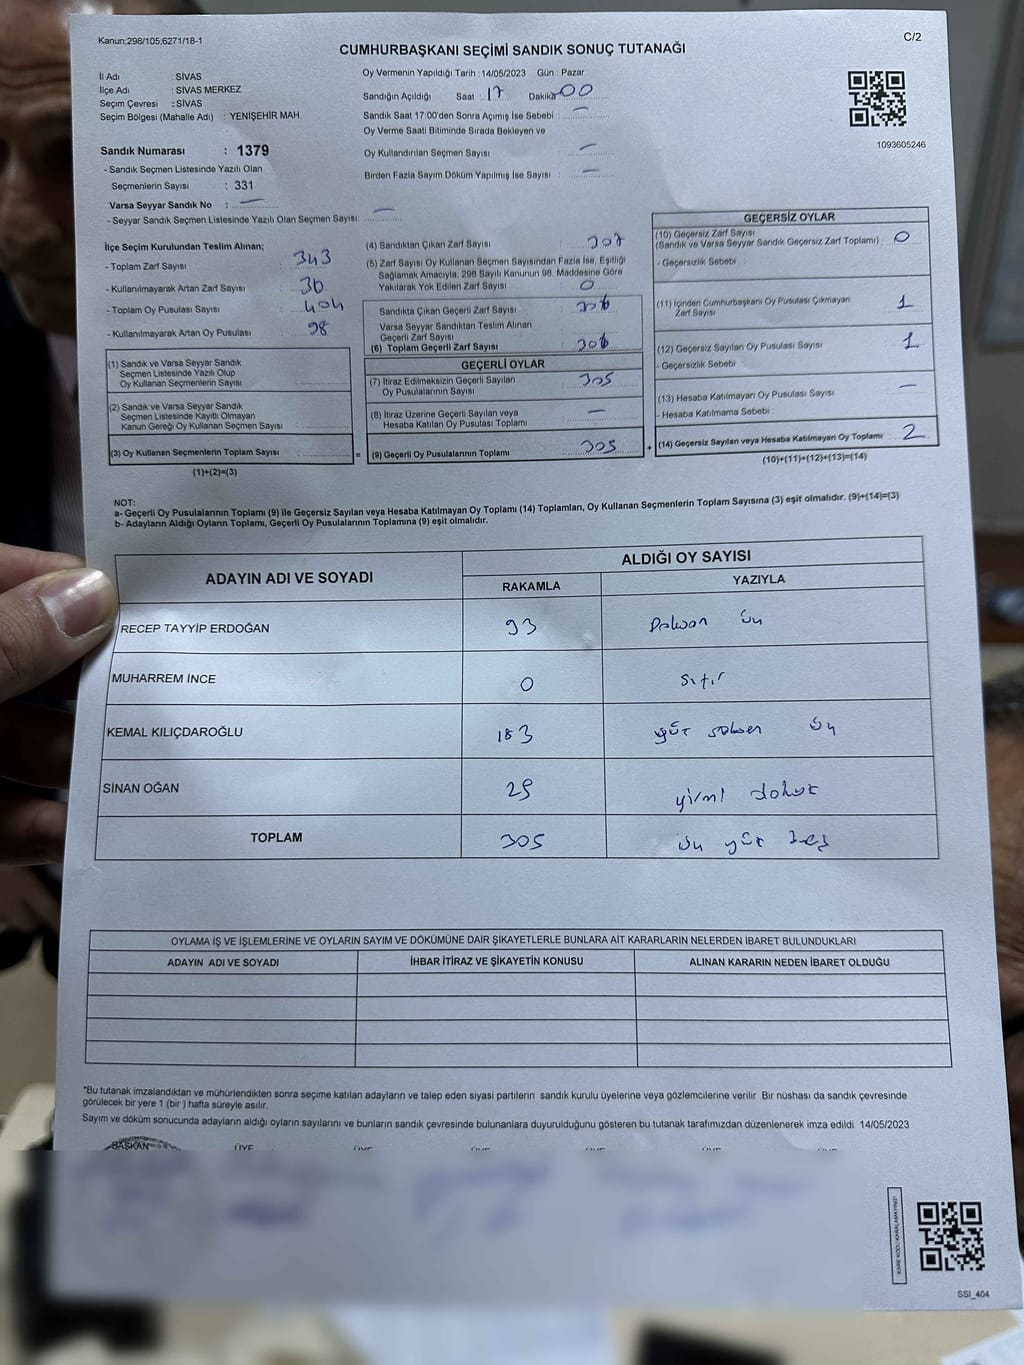 Kanun;298/105;6271/18-1
C/2
CUMHURBAŞKANI SEÇİMİ SANDIK SONUÇ TUTANAĞI
İl Adı : SİVAS
İlçe Adı : SİVAS MERKEZ
Seçim Çevresi : SİVAS
Seçim Bölgesi (Mahalle Adı) : YENİŞEHİR MAH.
Oy Vermenin Yapıldığı Tarih : 14/05/2023 Gün : Pazar
Sandığın Açıldığı Saat 17 Dakika 00
Sandık Saat 17:00'den Sonra Açımış İse Sebebi : —
Oy Verme Saati Bitiminde Sırada Bekleyen ve
Oy Kullandırılan Seçmen Sayısı : —
Birden Fazla Sayım Döküm Yapılmış İse Sayısı : —
1093605246
Sandık Numarası : 1379
- Sandık Seçmen Listesinde Yazılı Olan
Seçmenlerin Sayısı : 331
Varsa Seyyar Sandık No : —
- Seyyar Sandık Seçmen Listesinde Yazılı Olan Seçmen Sayısı : —
İlçe Seçim Kurulundan Teslim Alınan;
- Toplam Zarf Sayısı : 343
- Kullanılmayarak Artan Zarf Sayısı : 36
- Toplam Oy Pusulası Sayısı : 404
- Kullanılmayarak Artan Oy Pusulası : 98
(1) Sandık ve Varsa Seyyar Sandık
Seçmen Listesinde Yazılı Olup
Oy Kullanan Seçmenlerin Sayısı :
(2) Sandık ve Varsa Seyyar Sandık
Seçmen Listesinde Kayıtlı Olmayan
Kanun Gereği Oy Kullanan Seçmen Sayısı :
(3) Oy Kullanan Seçmenlerin Toplam Sayısı :
(1)+(2)=(3)
(4) Sandıktan Çıkan Zarf Sayısı : 307
(5) Zarf Sayısı Oy Kullanan Seçmen Sayısından Fazla İse, Eşitliği
Sağlamak Amacıyla, 298 Sayılı Kanunun 98. Maddesine Göre
Yakılarak Yok Edilen Zarf Sayısı : 0
Sandıkta Çıkan Geçerli Zarf Sayısı : 306
Varsa Seyyar Sandıktan Teslim Alınan
Geçerli Zarf Sayısı :
(6) Toplam Geçerli Zarf Sayısı : 306
GEÇERLİ OYLAR
(7) İtiraz Edilmeksizin Geçerli Sayılan
Oy Pusulalarının Sayısı : 305
(8) İtiraz Üzerine Geçerli Sayılan veya
Hesaba Katılan Oy Pusulası Toplamı : —
= (9) Geçerli Oy Pusulalarının Toplamı : 305
GEÇERSİZ OYLAR
(10) Geçersiz Zarf Sayısı
(Sandık ve Varsa Seyyar Sandık Geçersiz Zarf Toplamı) : 0
- Geçersizlik Sebebi :
(11) İçinden Cumhurbaşkanı Oy Pusulası Çıkmayan
Zarf Sayısı : 1
(12) Geçersiz Sayılan Oy Pusulası Sayısı : 1
- Geçersizlik Sebebi :
(13) Hesaba Katılmayan Oy Pusulası Sayısı : —
- Hesaba Katılmama Sebebi :
+ (14) Geçersiz Sayılan veya Hesaba Katılmayan Oy Toplamı : 2
(10)+(11)+(12)+(13)=(14)
NOT:
a- Geçerli Oy Pusulalarının Toplamı (9) ile Geçersiz Sayılan veya Hesaba Katılmayan Oy Toplamı (14) Toplamları, Oy Kullanan Seçmenlerin Toplam Sayısına (3) eşit olmalıdır. (9)+(14)=(3)
b- Adayların Aldığı Oyların Toplamı, Geçerli Oy Pusulalarının Toplamına (9) eşit olmalıdır.
ADAYIN ADI VE SOYADI ALDIĞI OY SAYISI
RAKAMLA YAZIYLA
RECEP TAYYİP ERDOĞAN 93 Doksan üç
MUHARREM İNCE 0 Sıfır
KEMAL KILIÇDAROĞLU 183 yüz seksen üç
SİNAN OĞAN 29 yirmi dokuz
TOPLAM 305 üç yüz beş
OYLAMA İŞ VE İŞLEMLERİNE VE OYLARIN SAYIM VE DÖKÜMÜNE DAİR ŞİKAYETLERLE BUNLARA AİT KARARLARIN NELERDEN İBARET BULUNDUKLARI
ADAYIN ADI VE SOYADI İHBAR İTİRAZ VE ŞİKAYETİN KONUSU ALINAN KARARIN NEDEN İBARET OLDUĞU
*Bu tutanak imzalandıktan ve mühürlendikten sonra seçime katılan adayların ve talep eden siyasi partilerin sandık kurulu üyelerine veya gözlemcilerine verilir. Bir nüshası da sandık çevresinde
görülecek bir yere 1 (bir) hafta süreyle asılır.
Sayım ve döküm sonucunda adayların aldığı oyların sayılarını ve bunların sandık çevresinde bulunanlara duyurulduğunu gösteren bu tutanak tarafımızdan düzenlenerek imza edildi. 14/05/2023
BAŞKAN ÜYE ÜYE ÜYE ÜYE ÜYE ÜYE
SSI_404